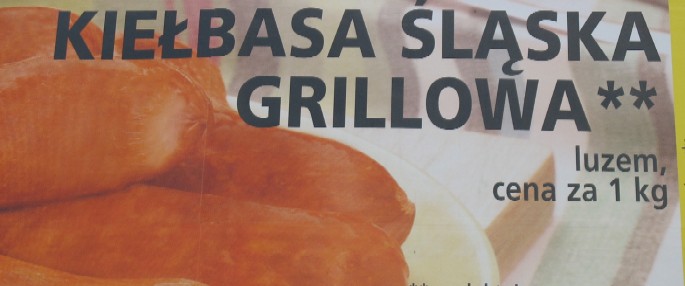 KIEŁBASA ŚLĄSKA
GRILLOWA**
luzem,
cena za 1 kg